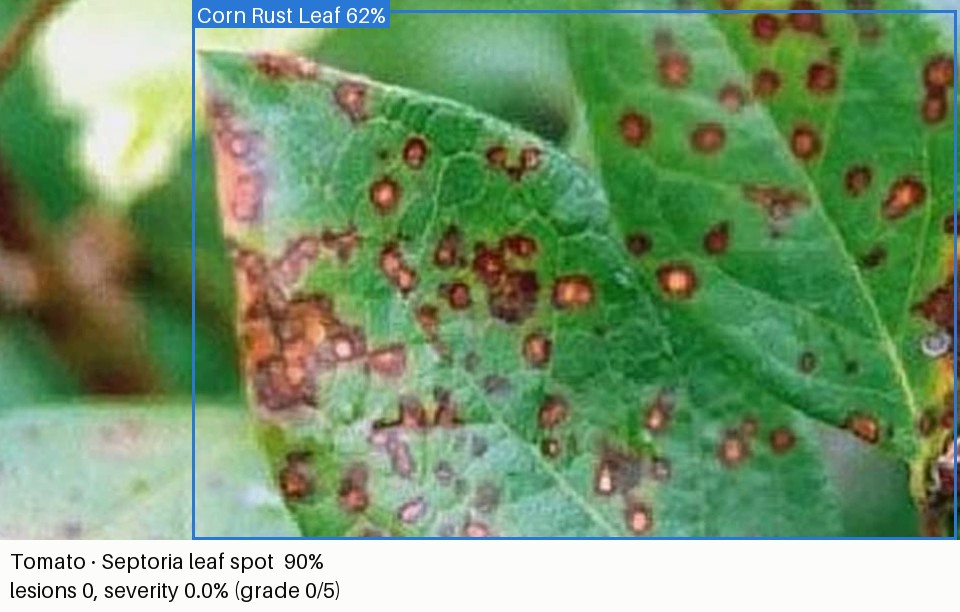 Corn Rust Leaf 62%
Tomato · Septoria leaf spot 90%
lesions 0, severity 0.0% (grade 0/5)